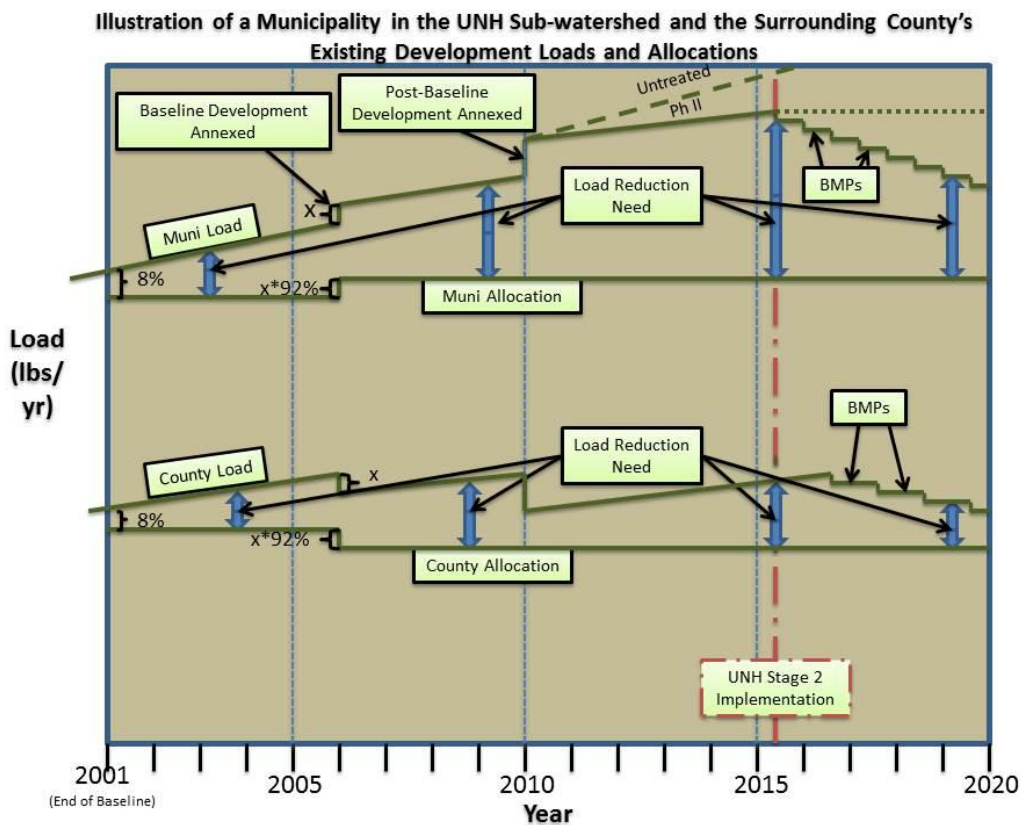 Illustration of a Municipality in the UNH Sub-watershed and the Surrounding County's
Existing Development Loads and Allocations
Untreated
Ph II
Baseline Development
Annexed
Post-Baseline
Development Annexed
x
Muni Load
8%
x*92%
Load Reduction
Need
BMPs
Muni Allocation
Load
(lbs/
yr)
County Load
8%
x
x*92%
Load Reduction
Need
BMPs
County Allocation
UNH Stage 2
Implementation
2001
(End of Baseline)
2005
2010
2015
2020
Year